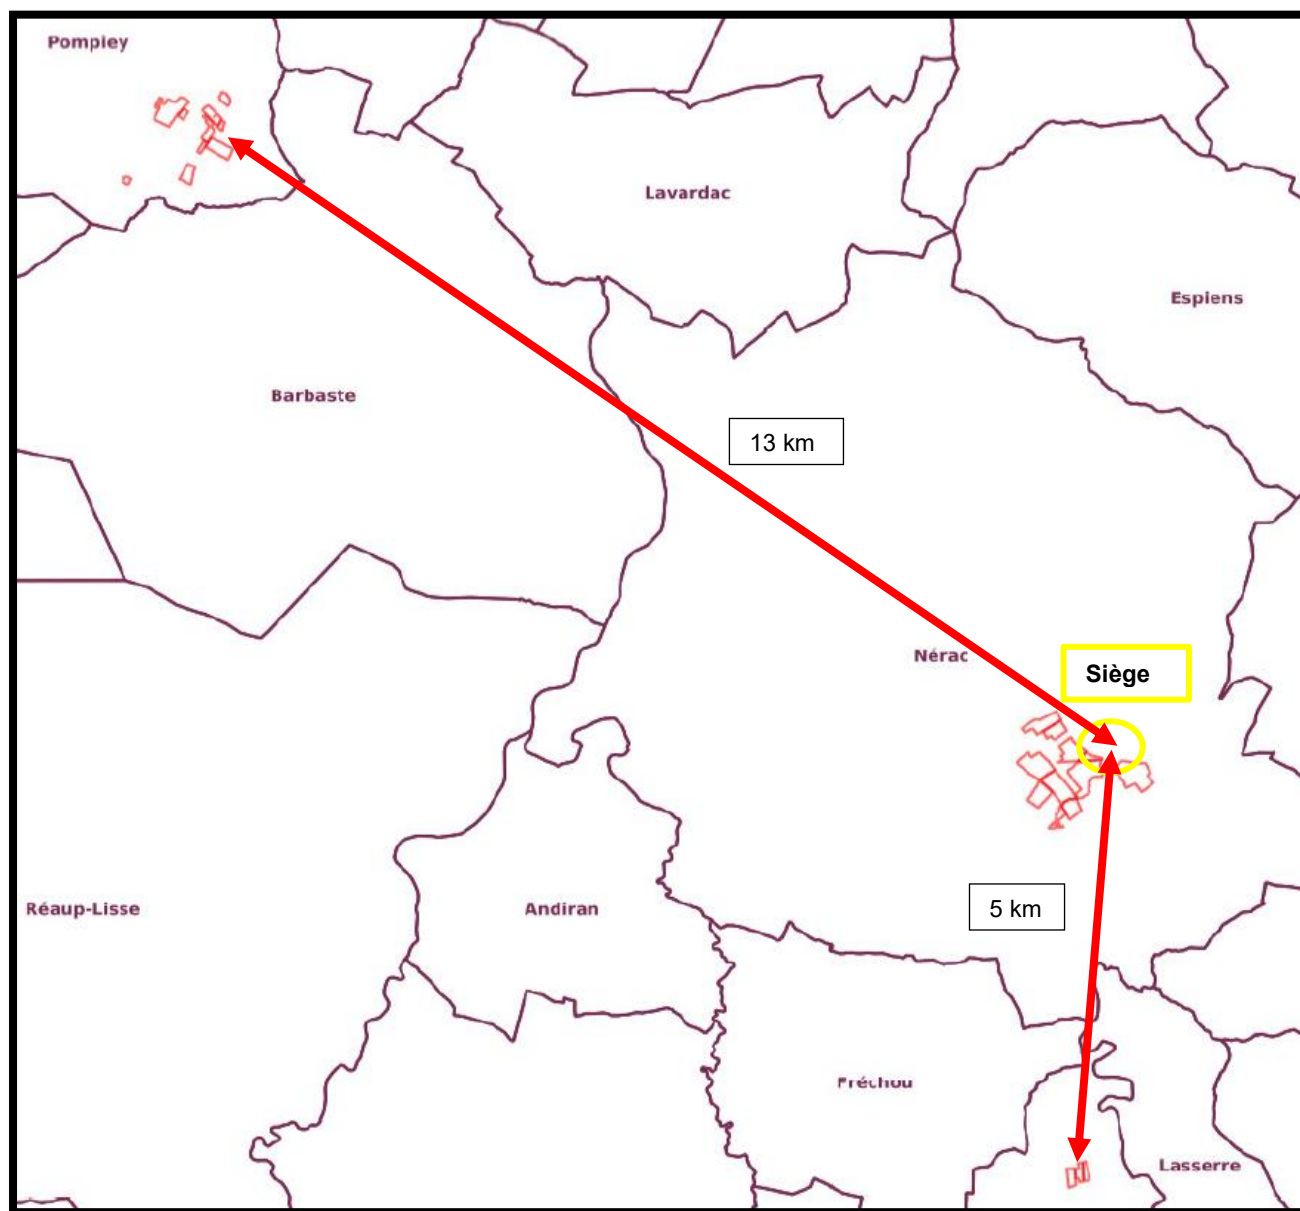 Pompiey
Lavardac
Espiens
Barbaste
13 km
Nérac
Siège
5 km
Réaup-Lisse
Andiran
Fréchou
Lasserre